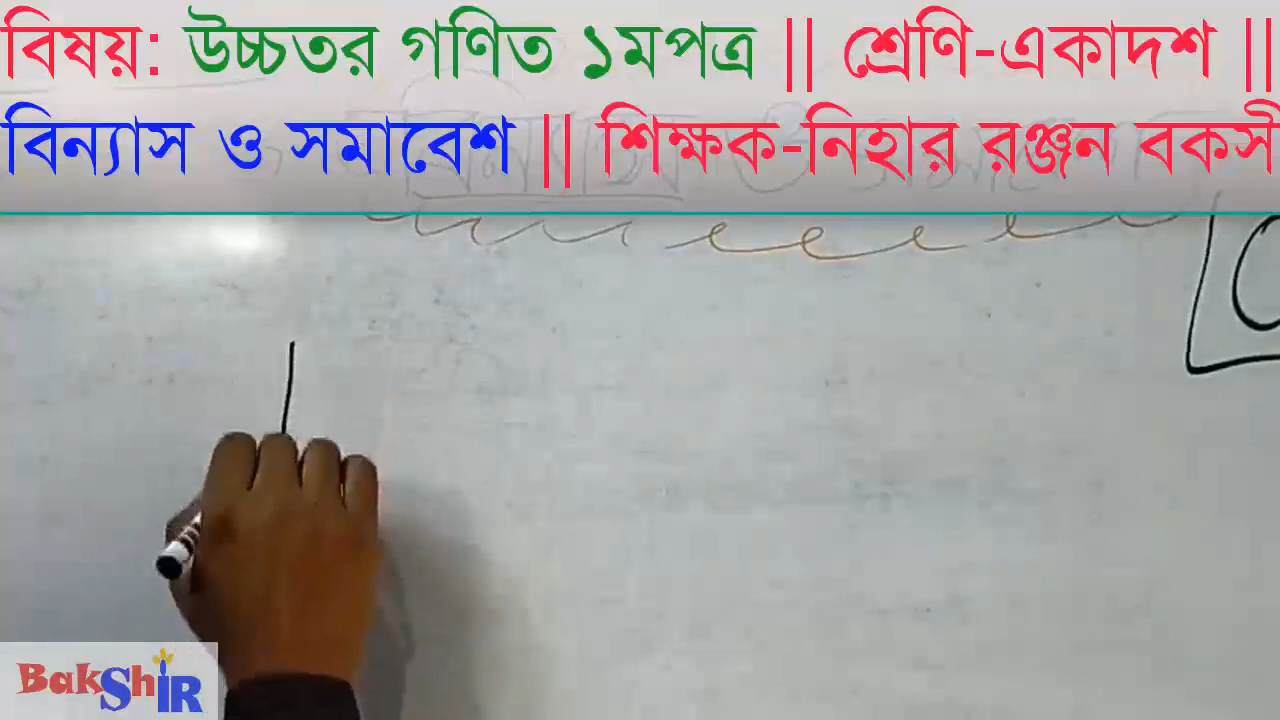 বিষয়: উচ্চতর গণিত ১মপত্র || শ্রেণি-একাদশ ||
বিন্যাস ও সমাবেশ || শিক্ষক-নিহার রঞ্জন বকসী
BakShIR